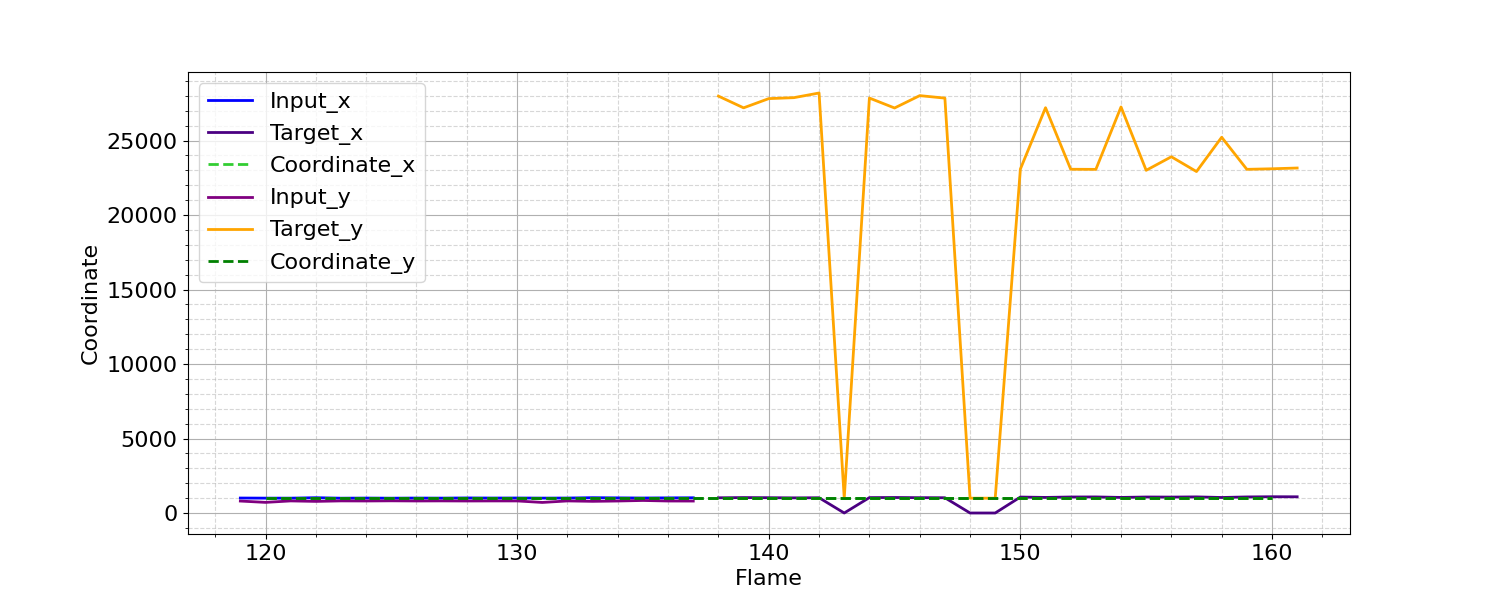 Input_x
Target_x
Coordinate_x
Input_y
Target_y
Coordinate_y
Coordinate
25000
20000
15000
10000
5000
0
120 130 140 150 160
Flame